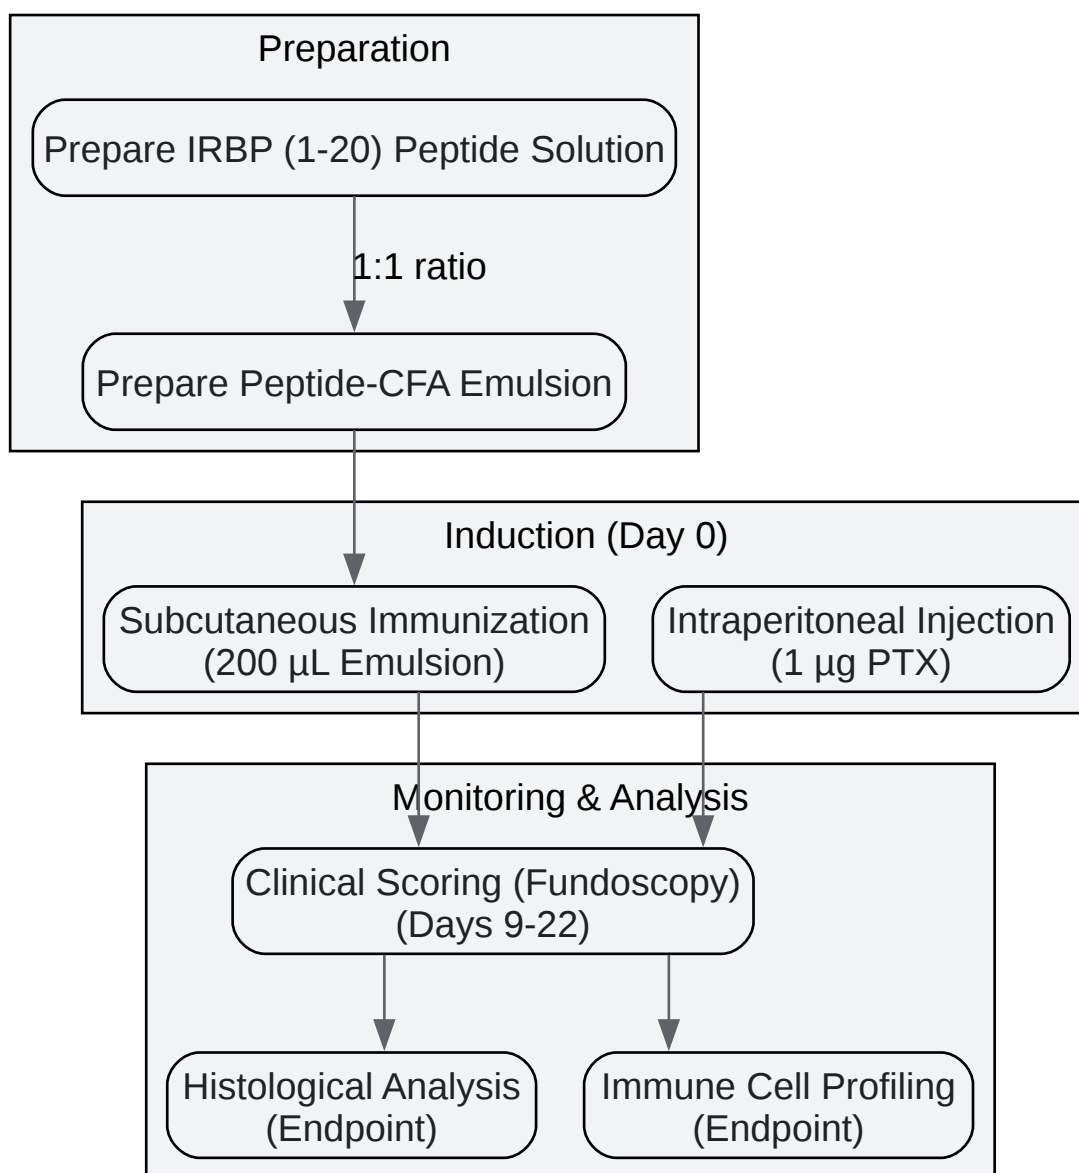 Preparation
Prepare IRBP (1-20) Peptide Solution
1:1 ratio
Prepare Peptide-CFA Emulsion
Induction (Day 0)
Subcutaneous Immunization
(200 µL Emulsion)
Intraperitoneal Injection
(1 µg PTX)
Monitoring & Analysis
Clinical Scoring (Fundoscopy)
(Days 9-22)
Histological Analysis
(Endpoint)
Immune Cell Profiling
(Endpoint)